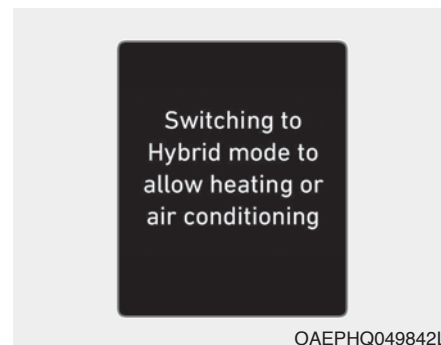 Switching to
Hybrid mode to
allow heating or
air conditioning
OAEPHQ049842L